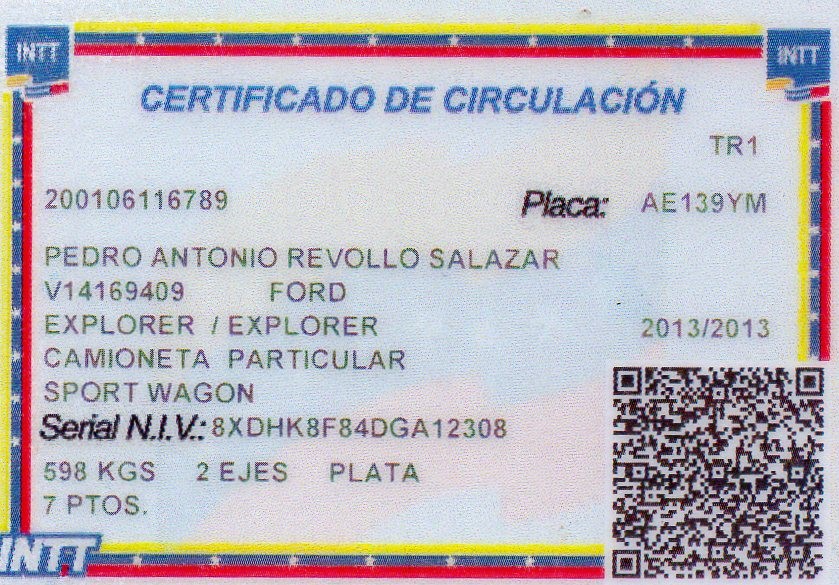 INTT INTT
CERTIFICADO DE CIRCULACIÓN
TR1
200106116789 Placa: AE139YM
PEDRO ANTONIO REVOLLO SALAZAR
V14169409 FORD
EXPLORER / EXPLORER 2013/2013
CAMIONETA PARTICULAR
SPORT WAGON
Serial N.I.V.: 8XDHK8F84DGA12308
598 KGS 2 EJES PLATA
7 PTOS.
INTT